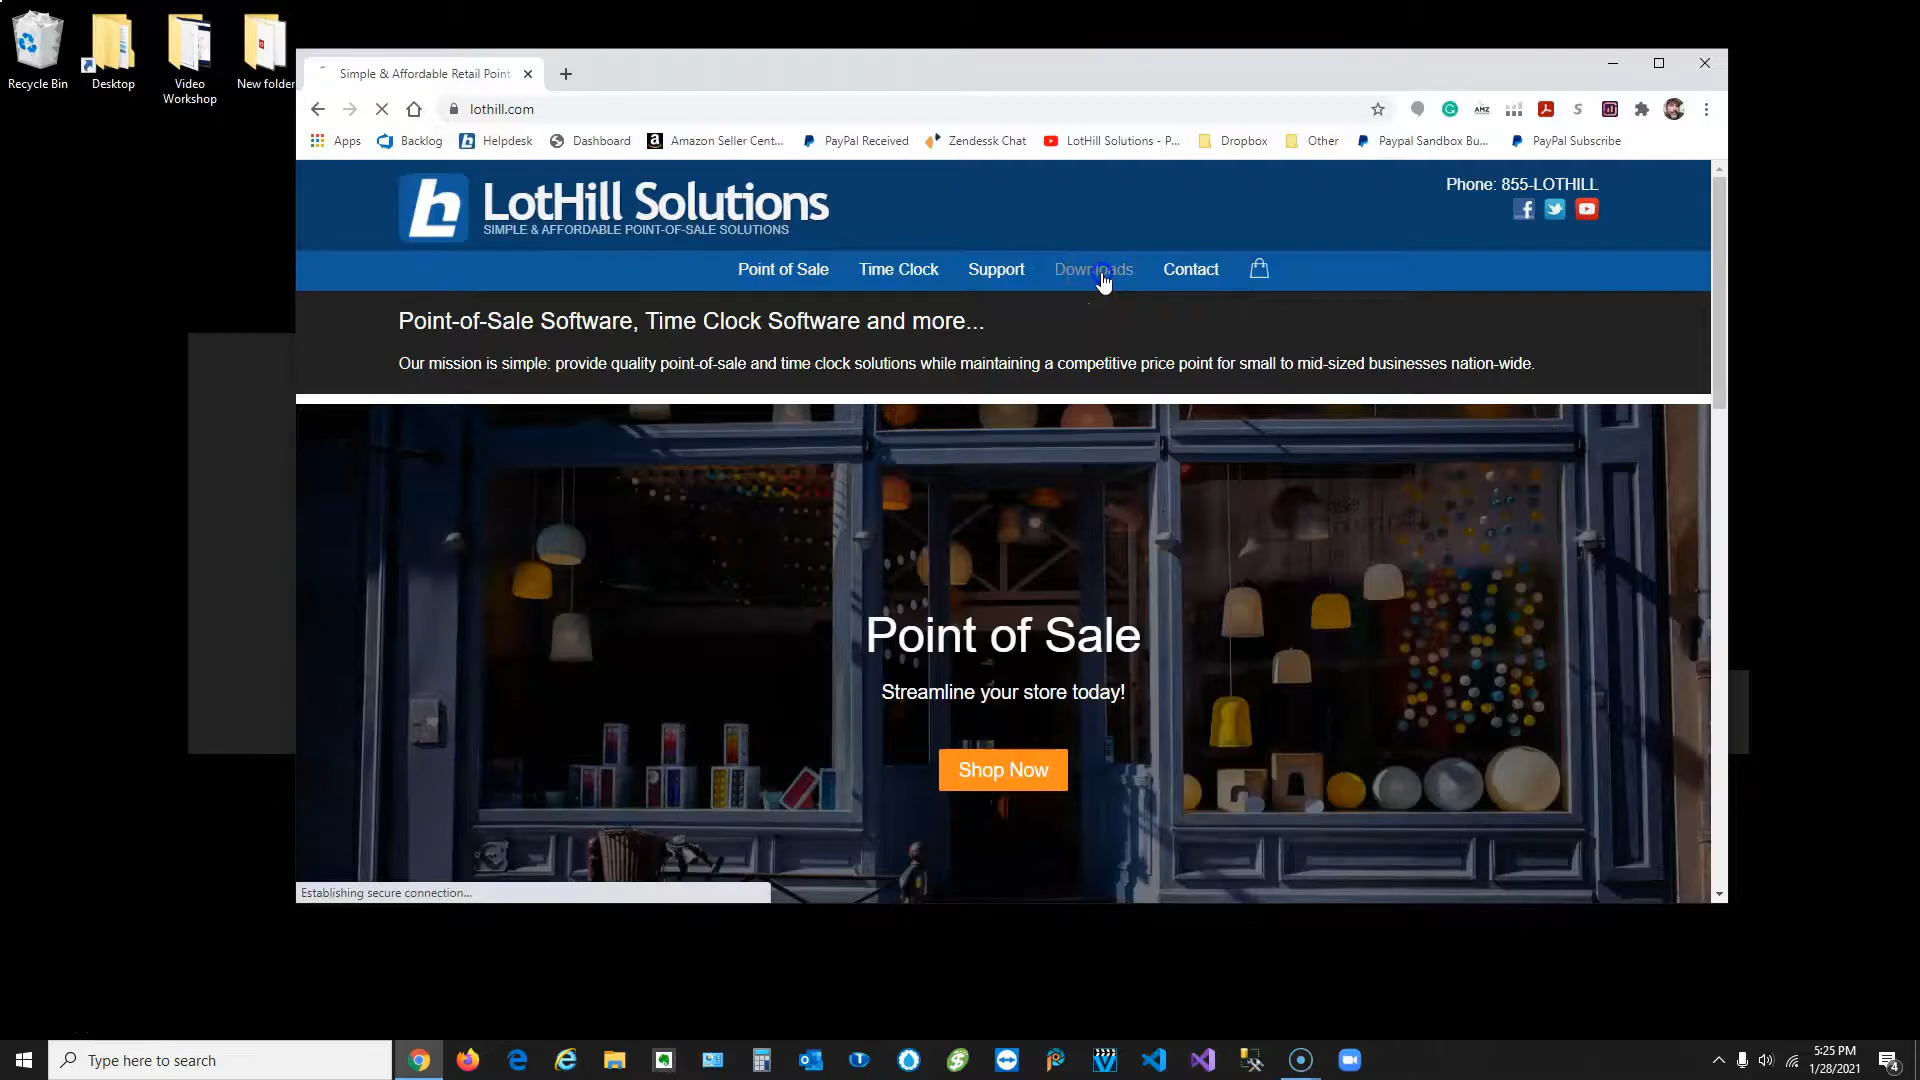 Recycle Bin
Desktop
Video
Workshop
New folder
Simple & Affordable Retail Point
lothill.com
Apps
Backlog
Helpdesk
Dashboard
Amazon Seller Cent...
PayPal Received
Zendessk Chat
LotHill Solutions - P...
Dropbox
Other
Paypal Sandbox Bu...
PayPal Subscribe
LotHill Solutions
SIMPLE & AFFORDABLE POINT-OF-SALE SOLUTIONS
Phone: 855-LOTHILL
Point of Sale
Time Clock
Support
Downloads
Contact
Point-of-Sale Software, Time Clock Software and more...
Our mission is simple: provide quality point-of-sale and time clock solutions while maintaining a competitive price point for small to mid-sized businesses nation-wide.
Point of Sale
Streamline your store today!
Shop Now
Establishing secure connection...
Type here to search
5:25 PM
1/28/2021
4